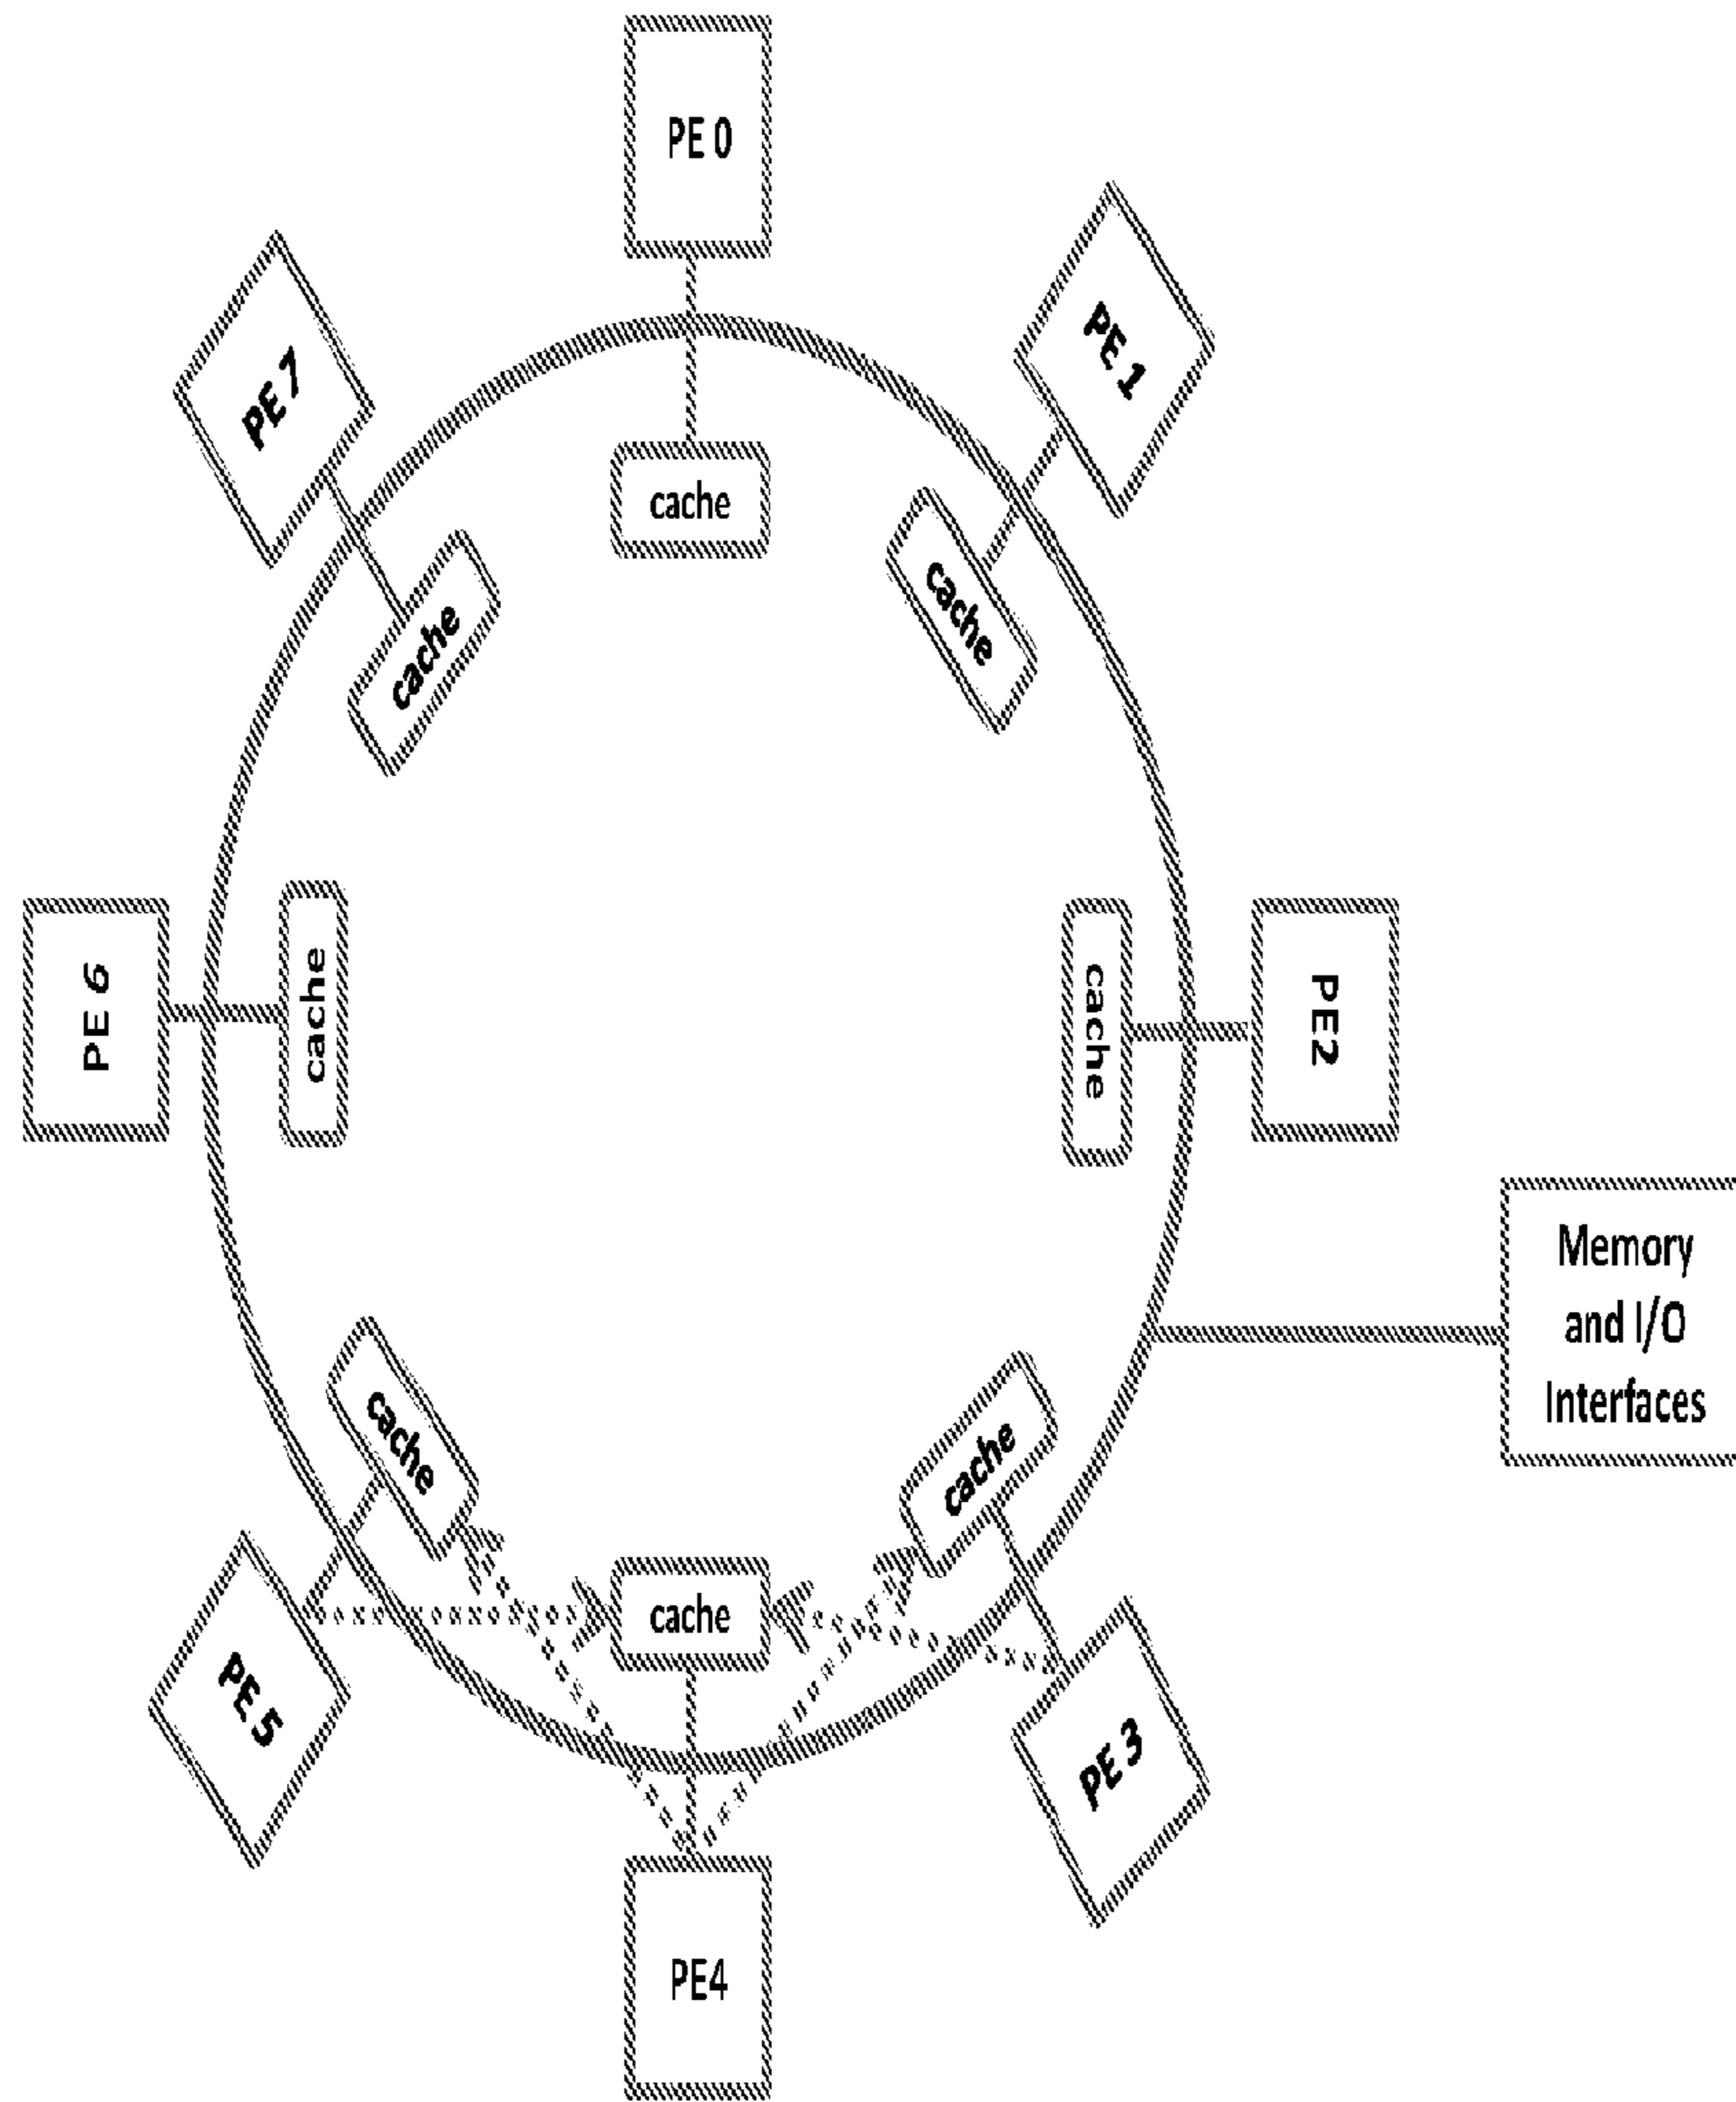 PE 0
PE 1
PE 7
cache
cache
cache
PE 6
cache
cache
PE2
Memory
and I/O
Interfaces
cache
cache
cache
PE 5
PE 3
PE4